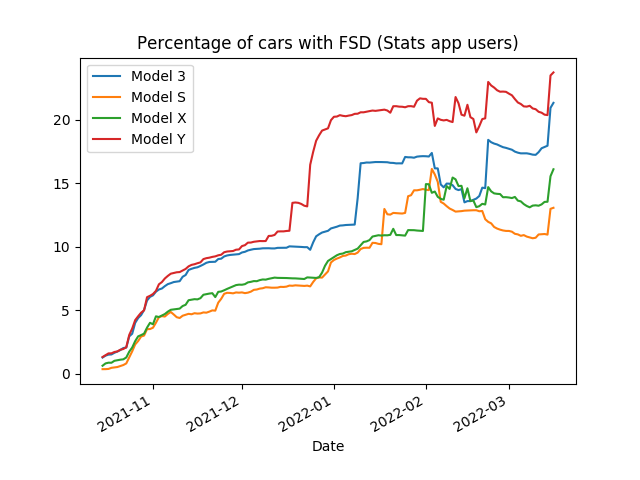 Percentage of cars with FSD (Stats app users)
Model 3
Model S
Model X
Model Y
20
15
10
5
0
2021-11
2021-12
2022-01
2022-02
2022-03
Date